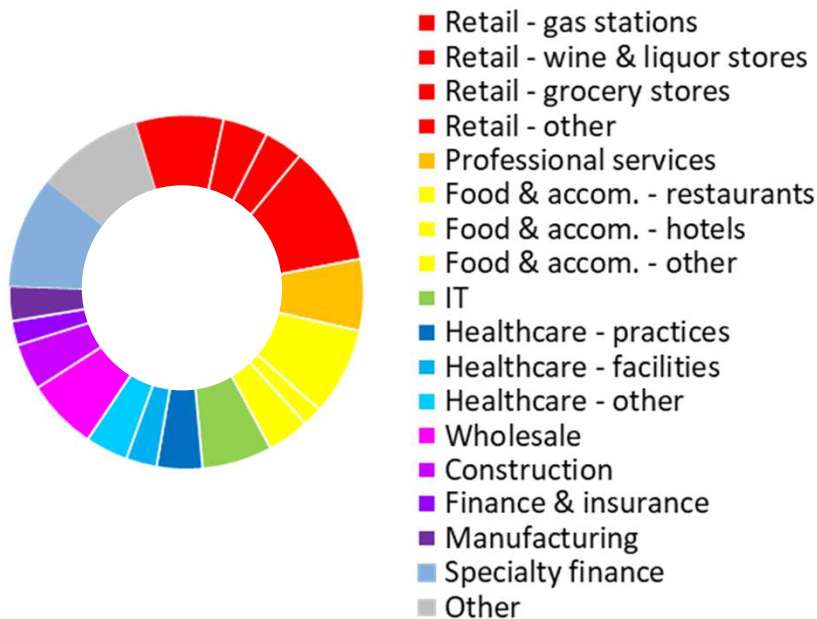 Retail - gas stations
Retail - wine & liquor stores
Retail - grocery stores
Retail - other
Professional services
Food & accom. - restaurants
Food & accom. - hotels
Food & accom. - other
IT
Healthcare - practices
Healthcare - facilities
Healthcare - other
Wholesale
Construction
Finance & insurance
Manufacturing
Specialty finance
Other